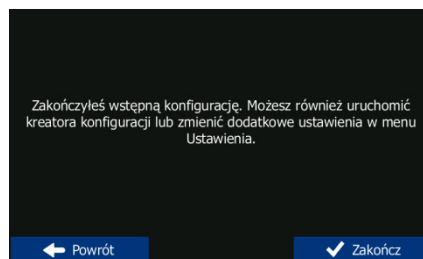 Zakończyłeś wstępną konfigurację. Możesz również uruchomić
kreatora konfiguracji lub zmienić dodatkowe ustawienia w menu
Ustawienia.
Powrót
Zakończ